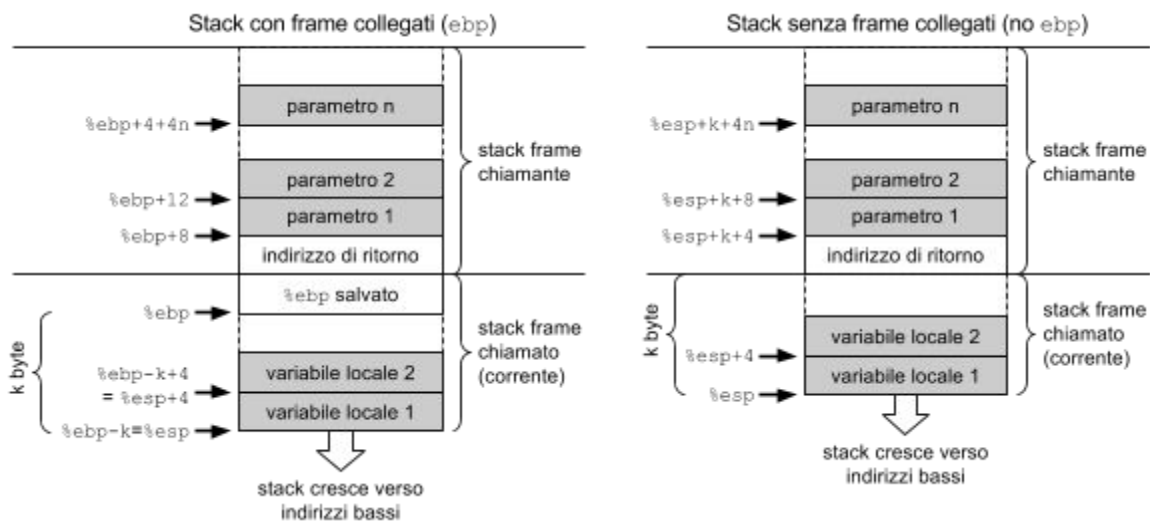 Stack con frame collegati (ebp)
parametro n
%ebp+4+4n
parametro 2
%ebp+12
parametro 1
%ebp+8
indirizzo di ritorno
stack frame
chiamante
%ebp salvato
%ebp
k byte
variabile locale 2
%ebp-k+4
= %esp+4
variabile locale 1
%ebp-k=%esp
stack frame
chiamato
(corrente)
stack cresce verso
indirizzi bassi
Stack senza frame collegati (no ebp)
parametro n
%esp+k+4n
parametro 2
%esp+k+8
parametro 1
%esp+k+4
indirizzo di ritorno
stack frame
chiamante
k byte
variabile locale 2
%esp+4
variabile locale 1
%esp
stack frame
chiamato
(corrente)
stack cresce verso
indirizzi bassi